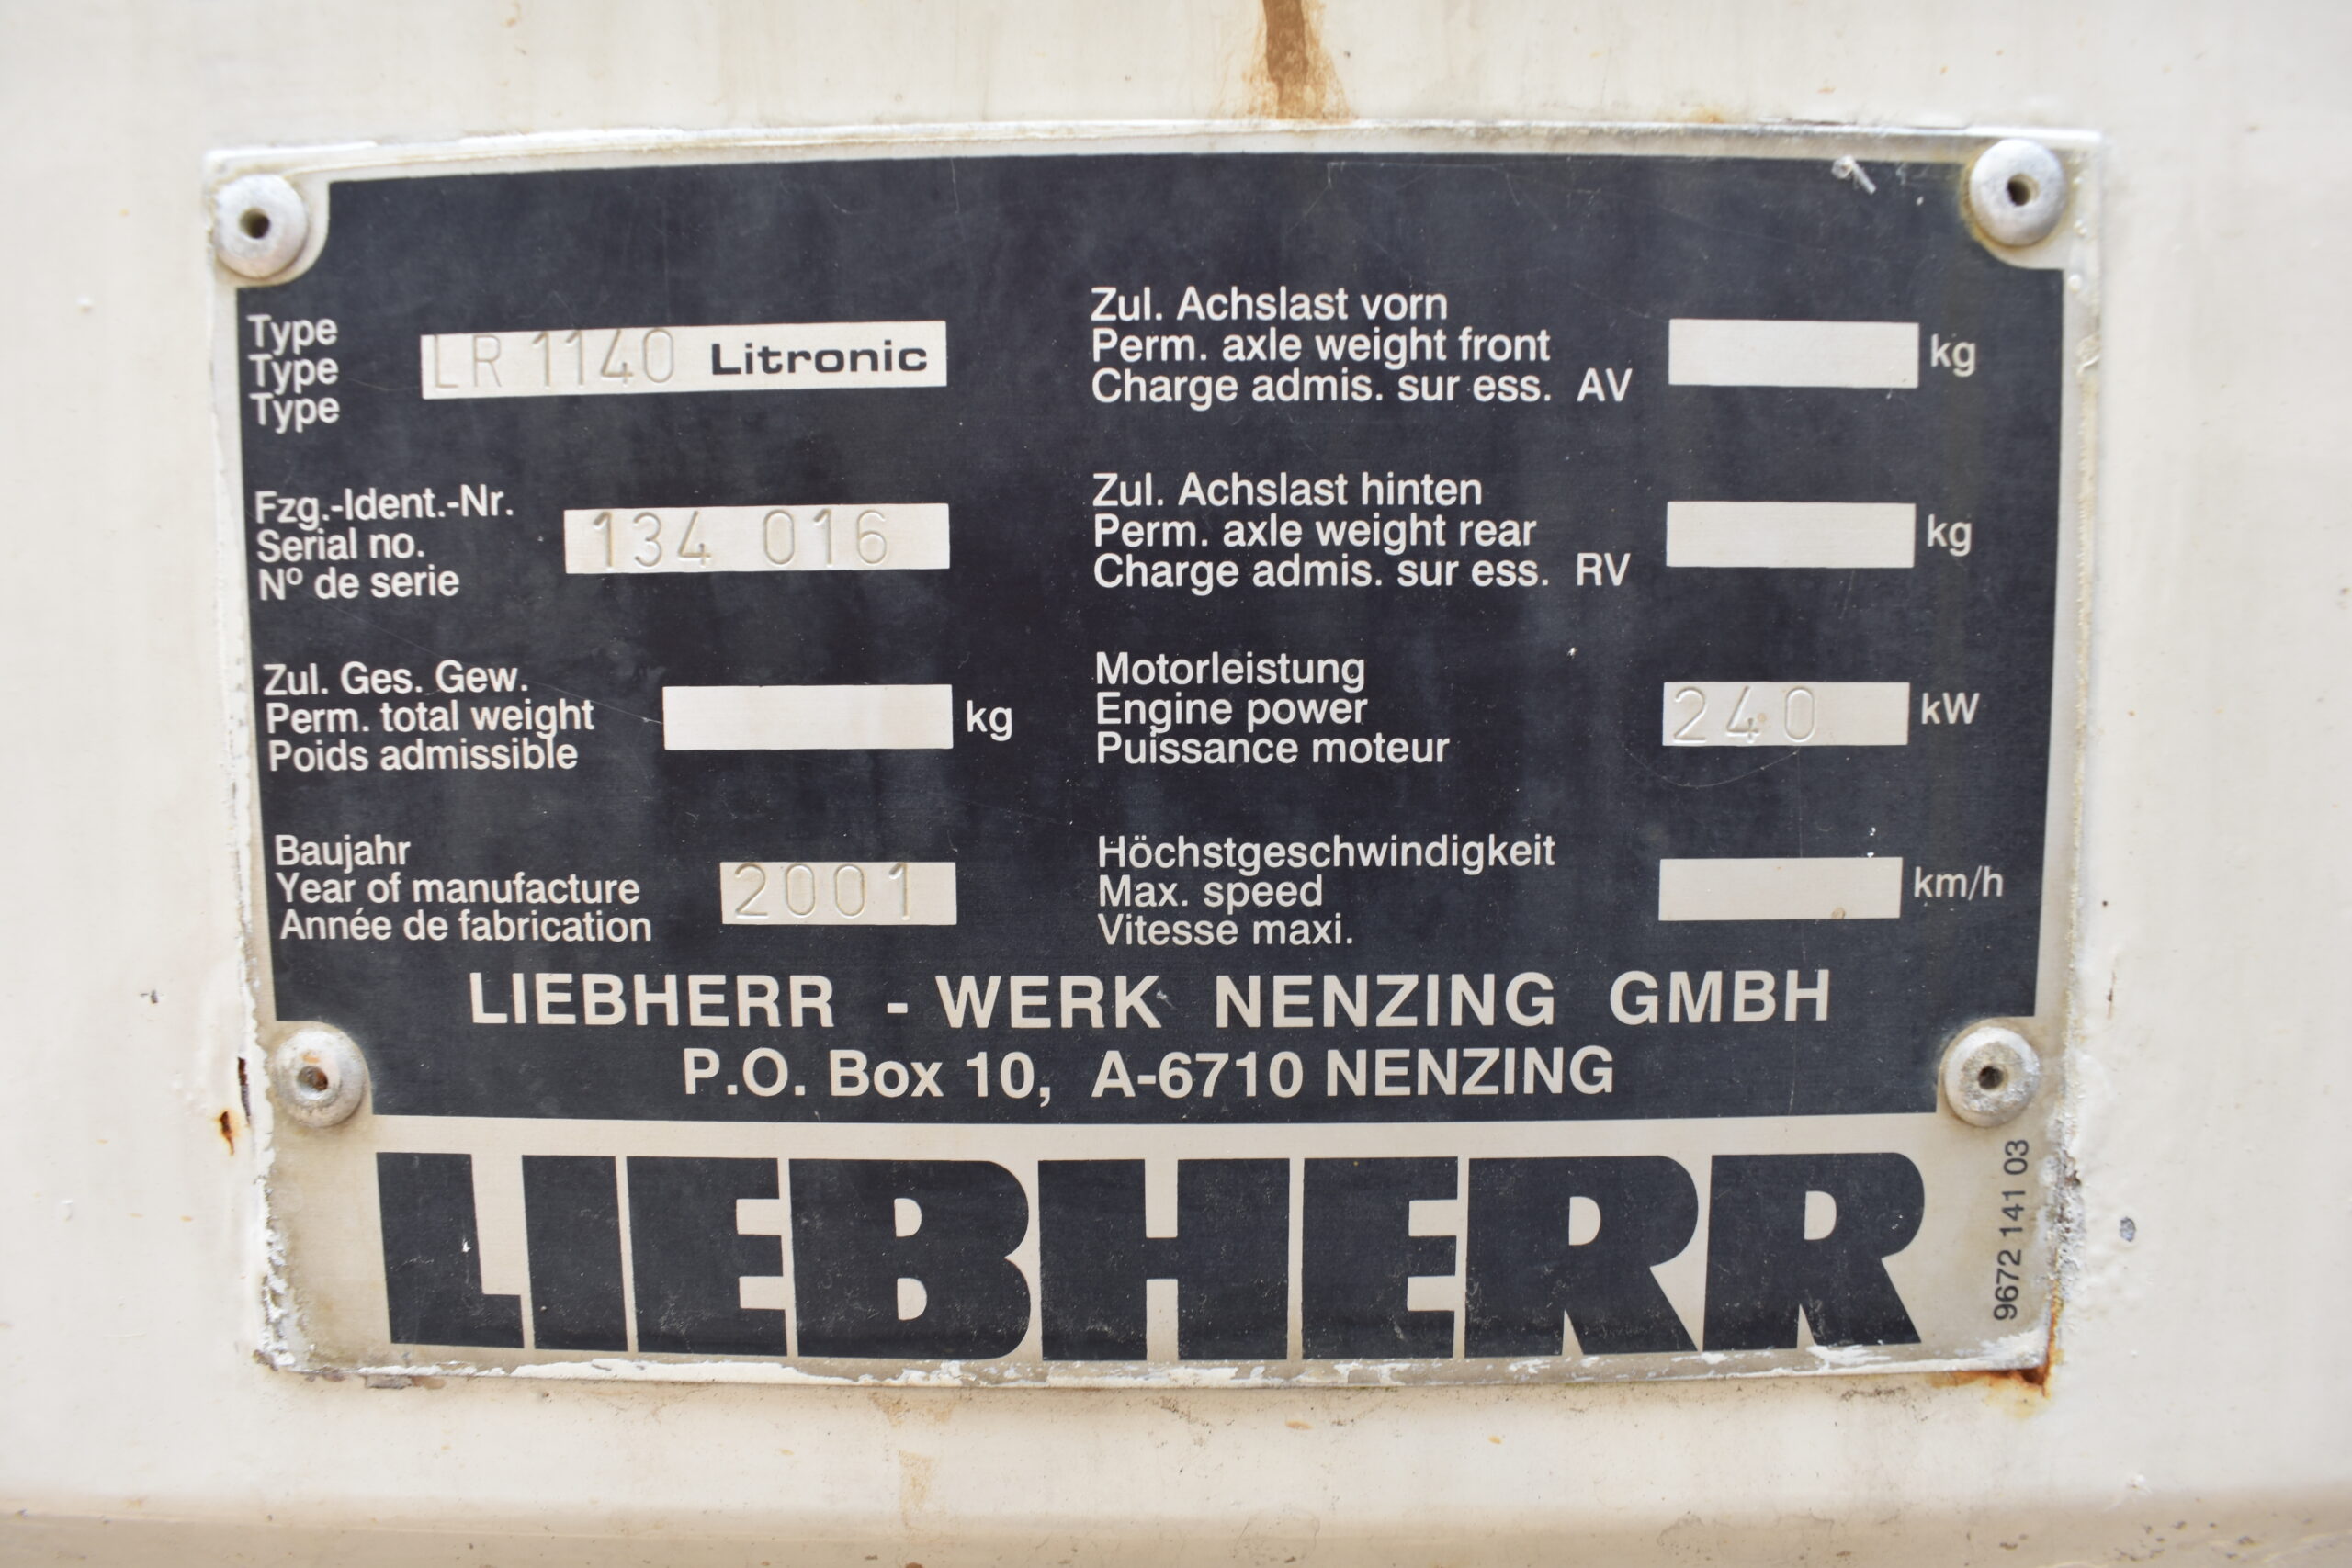 Type
Type LR 1140 Litronic
Type
Fzg.-Ident.-Nr.
Serial no. 134 016
Nº de serie
Zul. Ges. Gew.
Perm. total weight kg
Poids admissible
Baujahr
Year of manufacture 2001
Année de fabrication
Zul. Achslast vorn
Perm. axle weight front kg
Charge admis. sur ess. AV
Zul. Achslast hinten
Perm. axle weight rear kg
Charge admis. sur ess. RV
Motorleistung
Engine power 240 kW
Puissance moteur
Höchstgeschwindigkeit
Max. speed km/h
Vitesse maxi.
LIEBHERR - WERK NENZING GMBH
P.O. Box 10, A-6710 NENZING
LIEBHERR
9672 141 03